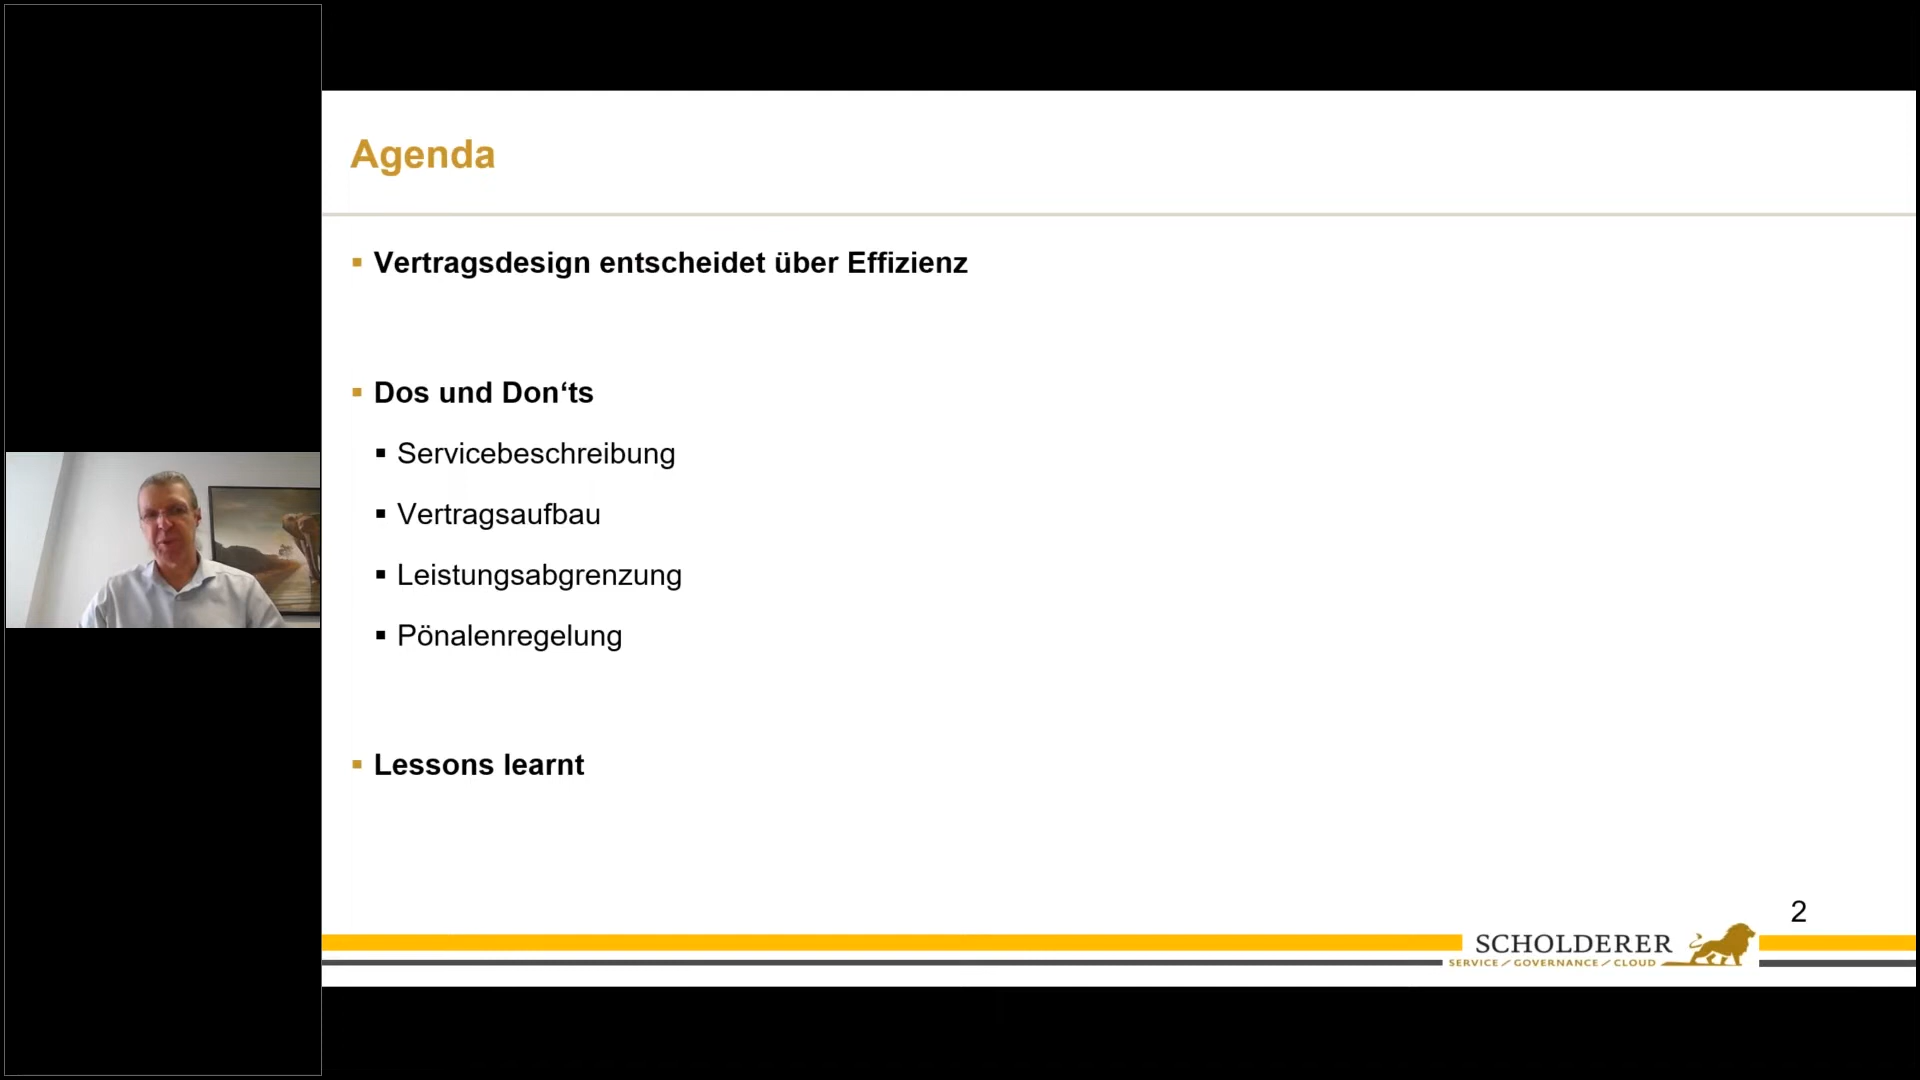 Agenda
Vertragsdesign entscheidet über Effizienz
Dos und Don‘ts
Servicebeschreibung
Vertragsaufbau
Leistungsabgrenzung
Pönalenregelung
Lessons learnt
2
SCHOLDERER
SERVICE / GOVERNANCE / CLOUD